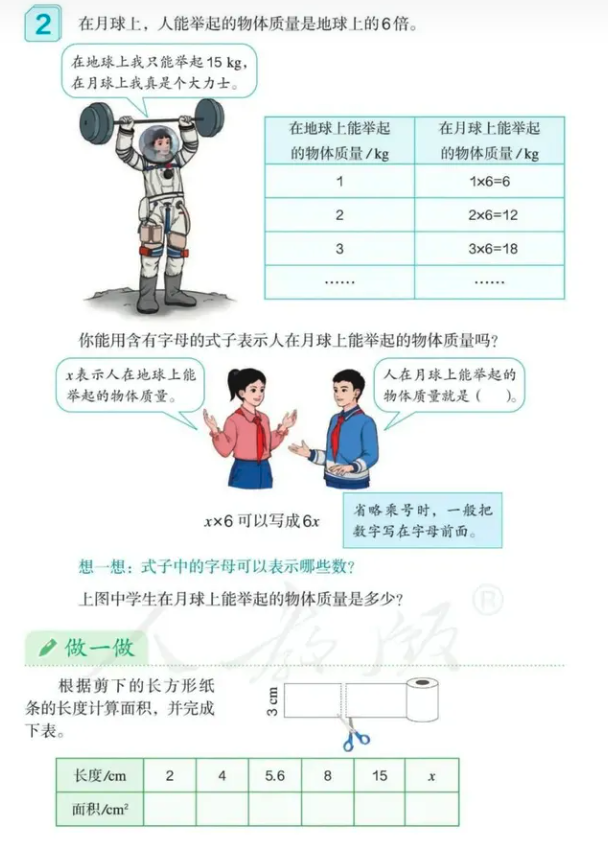 2 在月球上，人能举起的物体质量是地球上的6倍。
在地球上我只能举起15 kg，
在月球上我真是个大力士。
在地球上能举起
的物体质量/kg
在月球上能举起
的物体质量/kg
1 1×6=6
2 2×6=12
3 3×6=18
…… ……
你能用含有字母的式子表示人在月球上能举起的物体质量吗？
x表示人在地球上能
举起的物体质量。
人在月球上能举起的
物体质量就是（ ）。
x×6 可以写成6x
省略乘号时，一般把
数字写在字母前面。
想一想：式子中的字母可以表示哪些数？
上图中学生在月球上能举起的物体质量是多少？
人教版®
做一做
根据剪下的长方形纸
条的长度计算面积，并完成
下表。
3 cm
长度/cm 2 4 5.6 8 15 x
面积/cm²